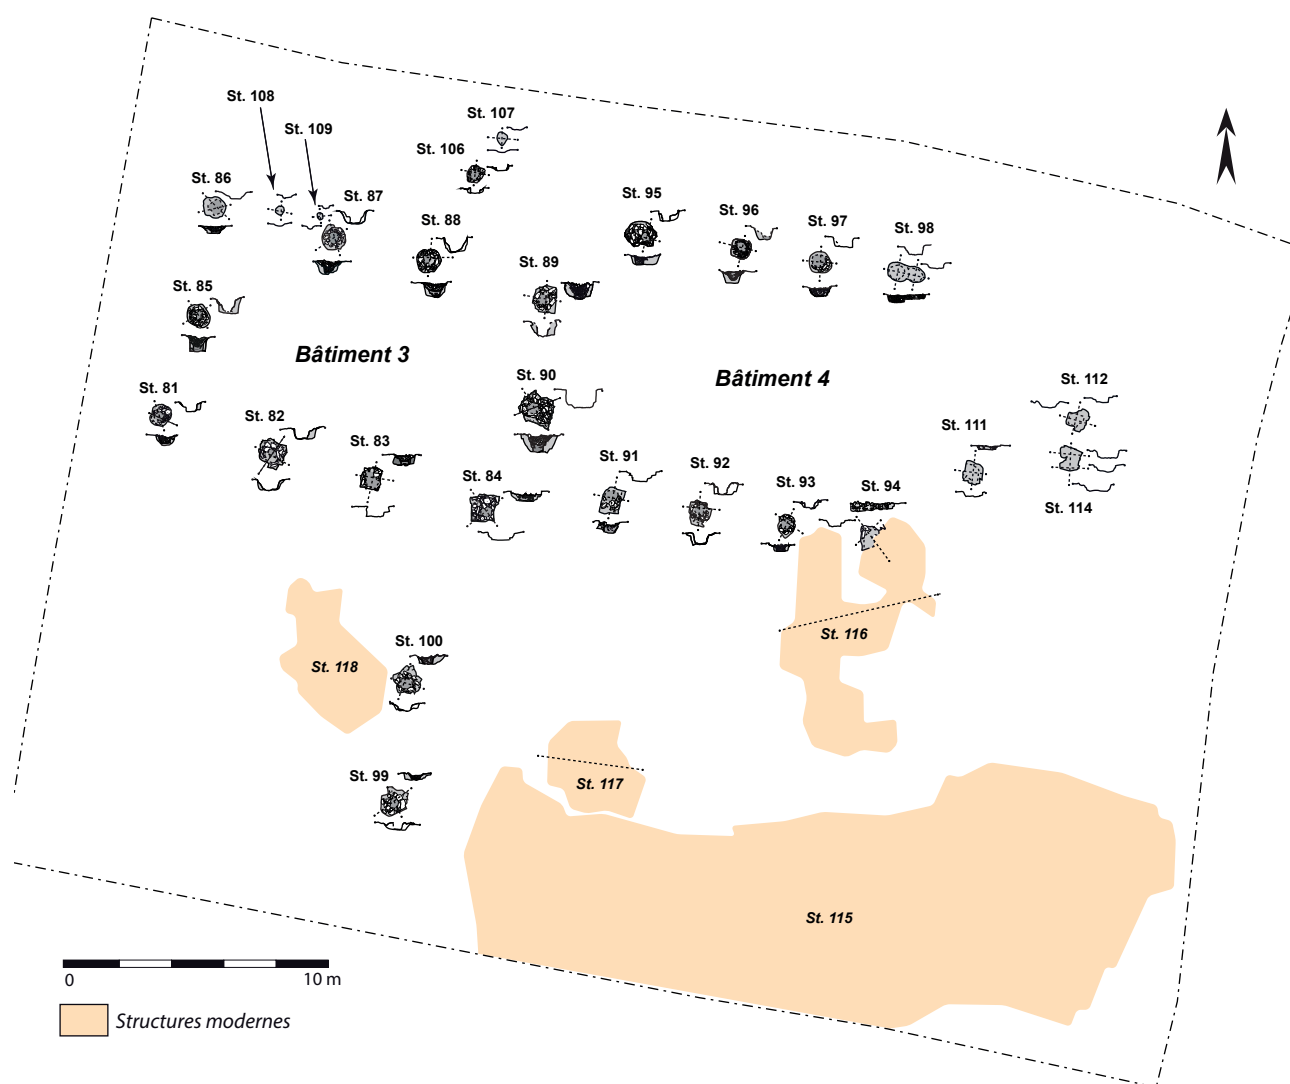 St. 108
St. 107
St. 109
St. 106
St. 86
St. 87
St. 95
St. 96
St. 88
St. 97
St. 98
St. 89
St. 85
Bâtiment 3
St. 90
Bâtiment 4
St. 112
St. 81
St. 82
St. 111
St. 83
St. 91
St. 92
St. 84
St. 93
St. 94
St. 114
St. 116
St. 100
St. 118
St. 99
St. 117
St. 115
0 10 m
Structures modernes